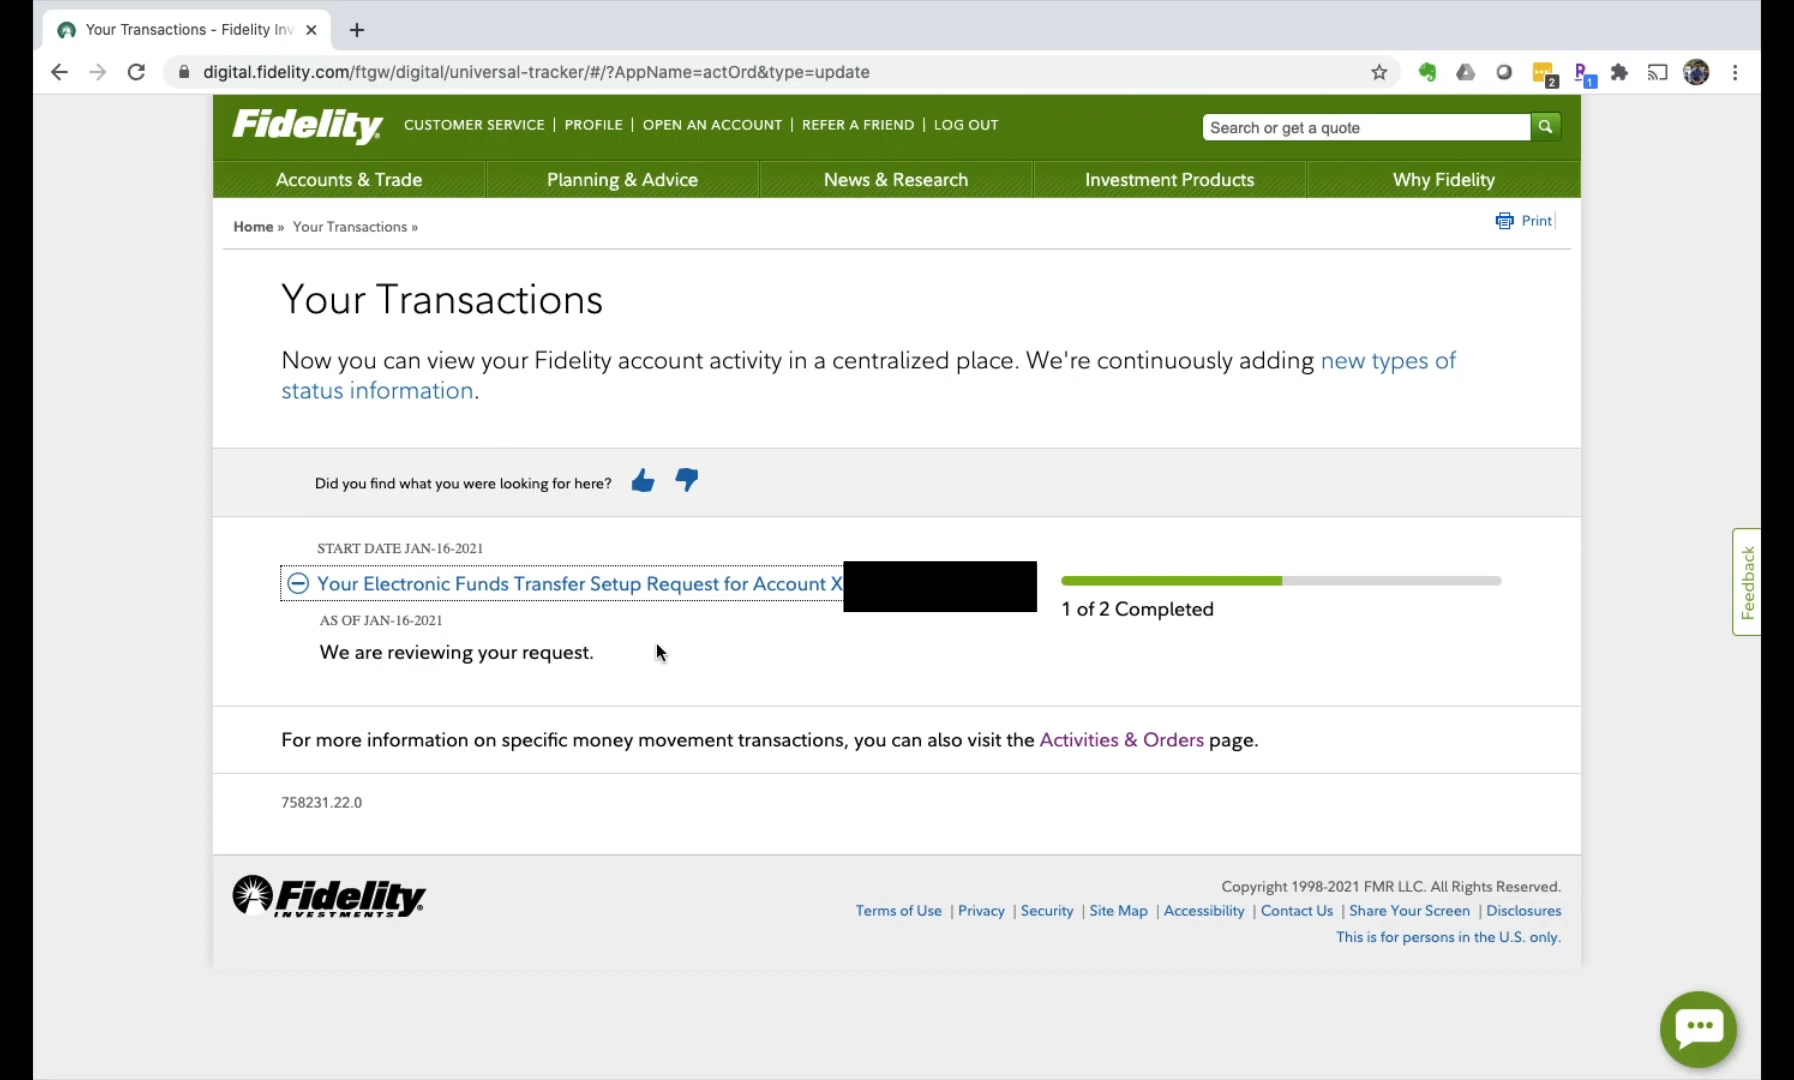 Your Transactions - Fidelity Inv
digital.fidelity.com/ftgw/digital/universal-tracker/#/?AppName=actOrd&type=update
2
R
1
Fidelity
CUSTOMER SERVICE | PROFILE | OPEN AN ACCOUNT | REFER A FRIEND | LOG OUT
Search or get a quote
Accounts & Trade
Planning & Advice
News & Research
Investment Products
Why Fidelity
Home » Your Transactions »
Print
Your Transactions
Now you can view your Fidelity account activity in a centralized place. We're continuously adding new types of
status information.
Did you find what you were looking for here?
START DATE JAN-16-2021
Your Electronic Funds Transfer Setup Request for Account X
AS OF JAN-16-2021
We are reviewing your request.
1 of 2 Completed
Feedback
For more information on specific money movement transactions, you can also visit the Activities & Orders page.
758231.22.0
Fidelity
INVESTMENTS
Copyright 1998-2021 FMR LLC. All Rights Reserved.
Terms of Use | Privacy | Security | Site Map | Accessibility | Contact Us | Share Your Screen | Disclosures
This is for persons in the U.S. only.